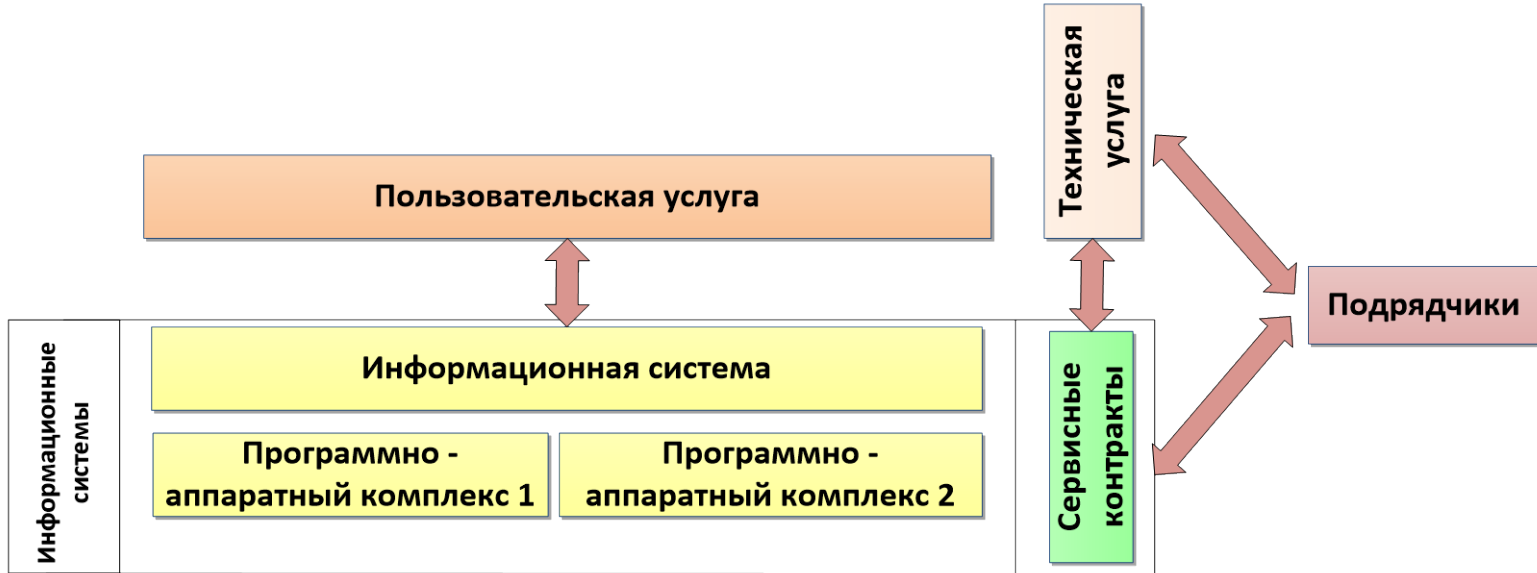 Техническая
услуга
Пользовательская услуга
Подрядчики
Информационные
системы
Информационная система
Программно -
аппаратный комплекс 1
Программно -
аппаратный комплекс 2
Сервисные
контракты